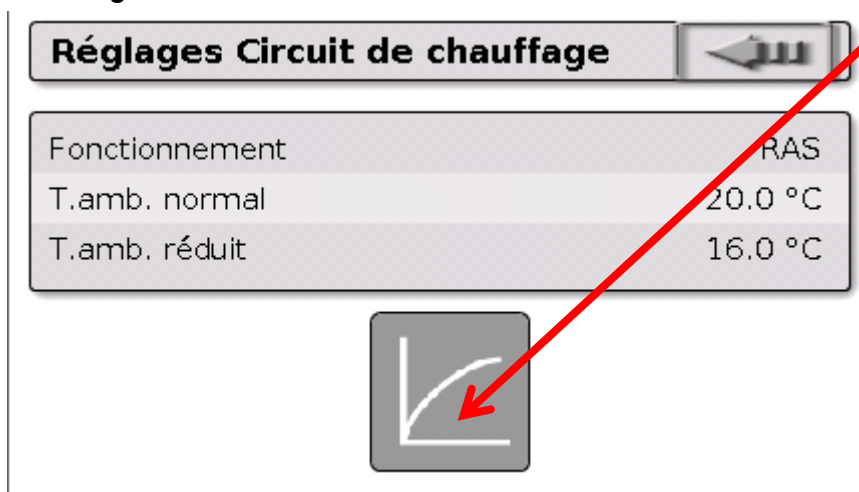 Réglages Circuit de chauffage
Fonctionnement RAS
T.amb. normal 20.0 °C
T.amb. réduit 16.0 °C